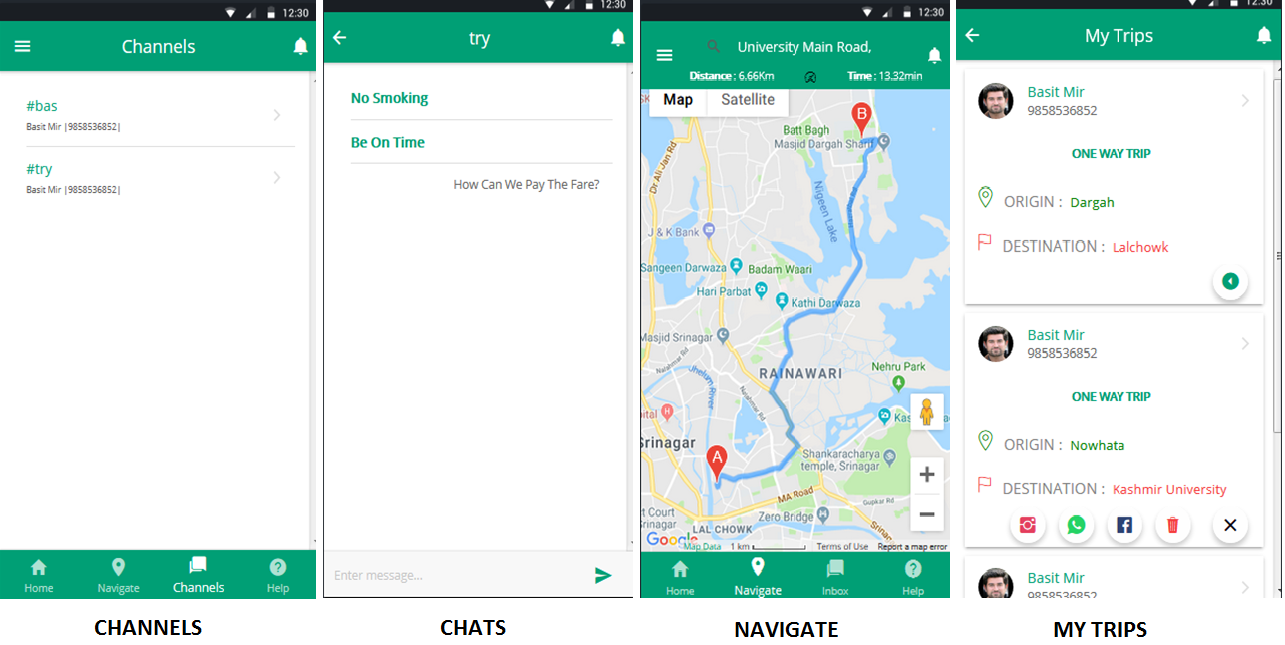 12:30
Channels
#bas
Basit Mir |9858536852|
#try
Basit Mir |9858536852|
Home
Navigate
Channels
Help
CHANNELS
12:30
try
No Smoking
Be On Time
How Can We Pay The Fare?
Enter message...
CHATS
12:30
University Main Road,
Distance : 6.66Km
Time : 13.32min
Map
Satellite
B
Batt Bagh
Masjid Dargah Sharif
Dr Ali Jan Rd
Nigeen Lake
J & K Bank
Sangeen Darwaza
Badam Waari
Hari Parbat
Kathi Darwaza
Masjid Srinagar
Nallahmar Rd
RAINAWARI
Nehru Park
Jhelum River
Nallahmar Rd
pital
Kas
Srinagar
A
Shankaracharya
temple, Srinagar
MA Road
Gupkar Rd
t Court
Srinagar
Zero Bridge
LAL CHOWK
Srinag
Google
Map Data
1 km
Terms of Use
Report a map error
Home
Navigate
Inbox
Help
NAVIGATE
12:30
My Trips
Basit Mir
9858536852
ONE WAY TRIP
ORIGIN : Dargah
DESTINATION : Lalchowk
Basit Mir
9858536852
ONE WAY TRIP
ORIGIN : Nowhata
DESTINATION : Kashmir University
Basit Mir
9858536852
MY TRIPS